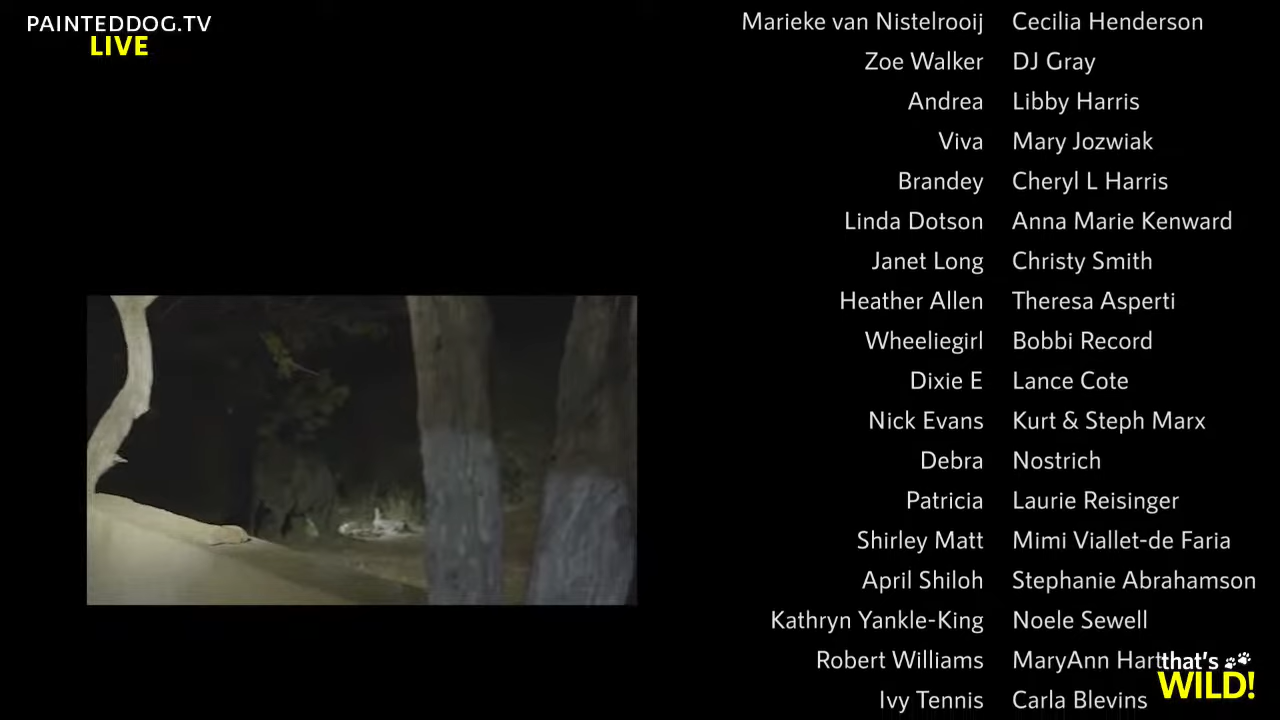 PAINTEDDOG.TV
LIVE
Marieke van Nistelrooij Cecilia Henderson
Zoe Walker DJ Gray
Andrea Libby Harris
Viva Mary Jozwiak
Brandey Cheryl L Harris
Linda Dotson Anna Marie Kenward
Janet Long Christy Smith
Heather Allen Theresa Asperti
Wheeliegirl Bobbi Record
Dixie E Lance Cote
Nick Evans Kurt & Steph Marx
Debra Nostrich
Patricia Laurie Reisinger
Shirley Matt Mimi Viallet-de Faria
April Shiloh Stephanie Abrahamson
Kathryn Yankle-King Noele Sewell
Robert Williams MaryAnn
Ivy Tennis Carla Blevins
that's
WILD!